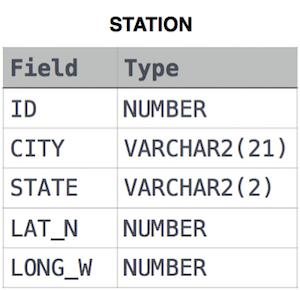 STATION
Field Type
ID NUMBER
CITY VARCHAR2(21)
STATE VARCHAR2(2)
LAT_N NUMBER
LONG_W NUMBER